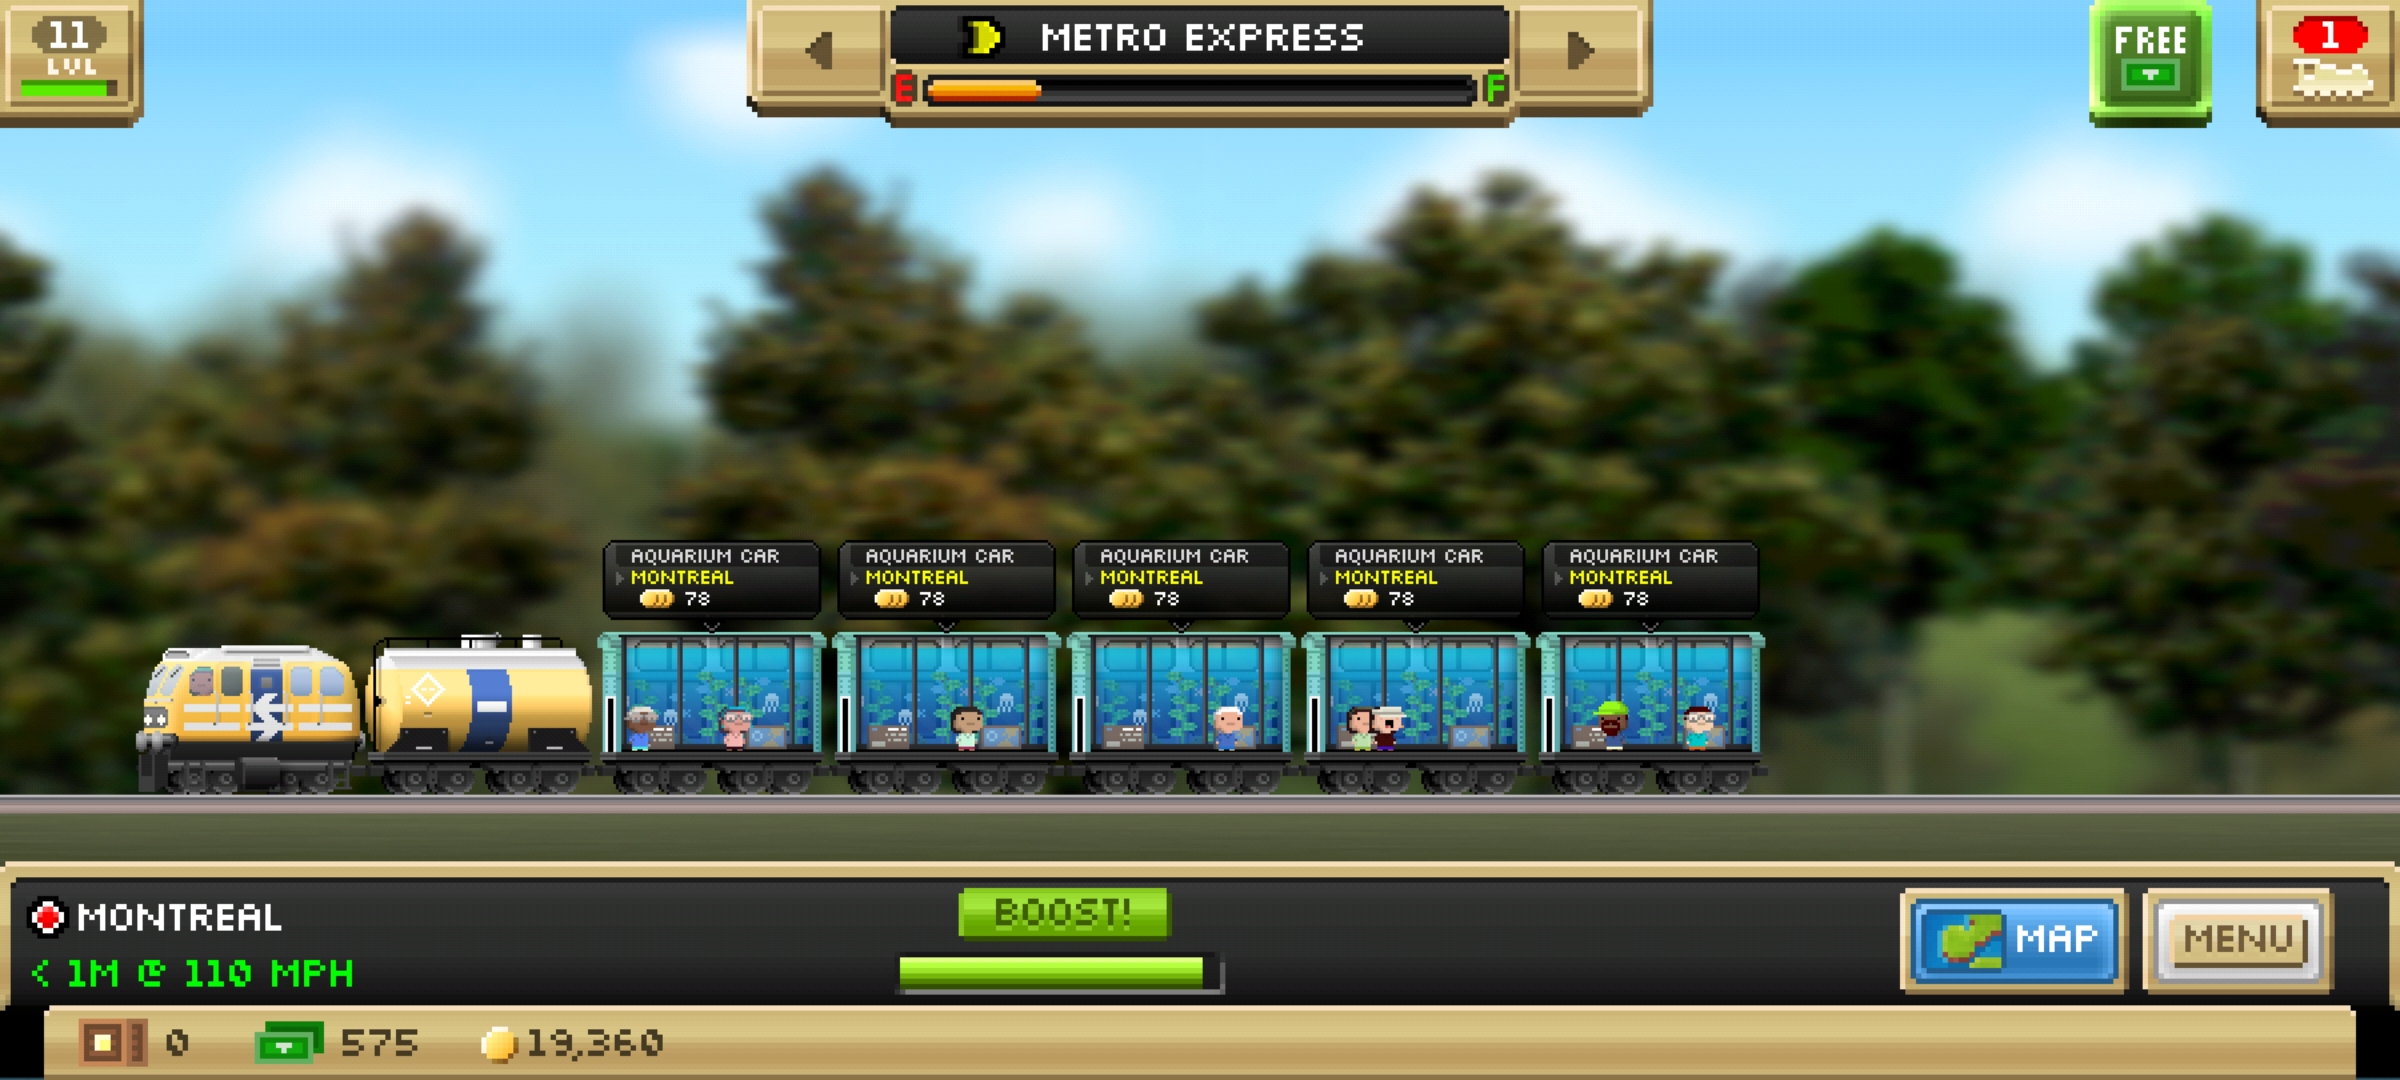 11
LVL
METRO EXPRESS
E F
FREE
1
AQUARIUM CAR
MONTREAL
78
AQUARIUM CAR
MONTREAL
78
AQUARIUM CAR
MONTREAL
78
AQUARIUM CAR
MONTREAL
78
AQUARIUM CAR
MONTREAL
78
MONTREAL
< 1M @ 110 MPH
BOOST!
MAP
MENU
0
575
19,360